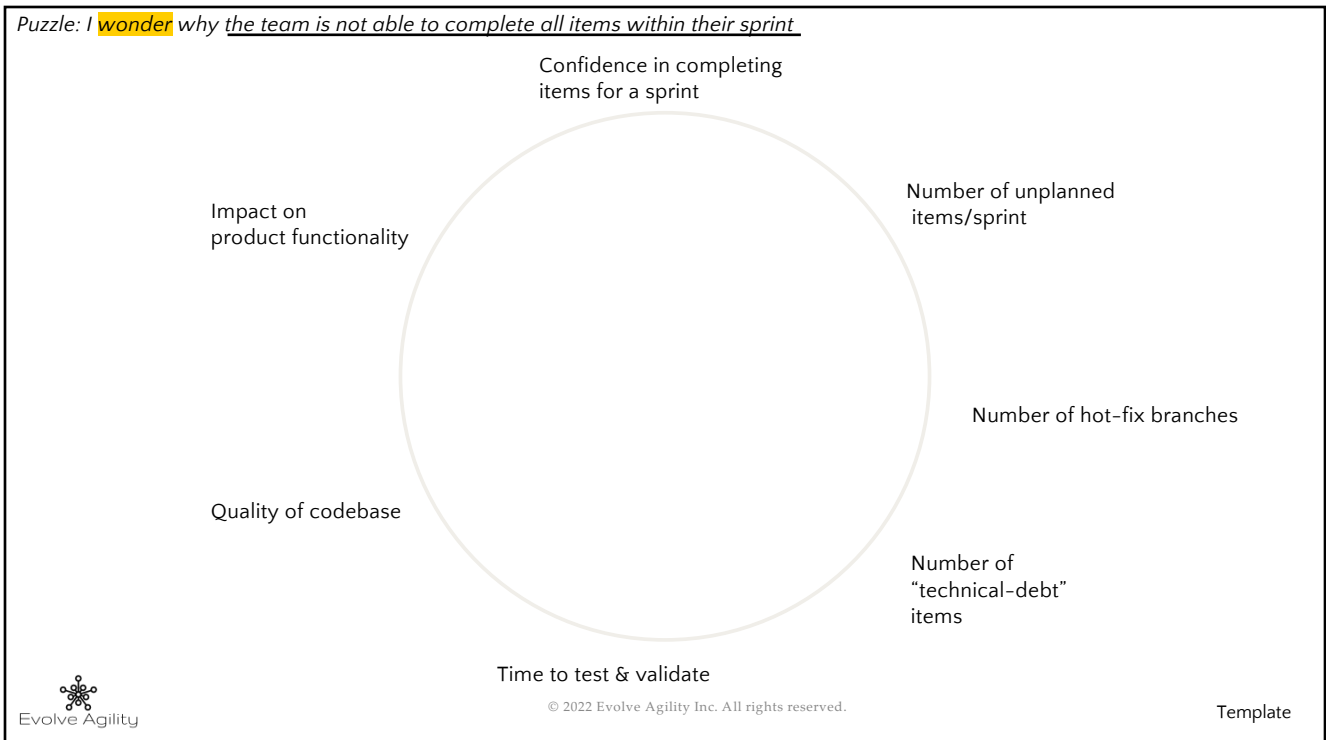 Puzzle: I wonder why the team is not able to complete all items within their sprint
Confidence in completing
items for a sprint
Number of unplanned
items/sprint
Impact on
product functionality
Number of hot-fix branches
Quality of codebase
Number of
“technical-debt”
items
Time to test & validate
Evolve Agility
© 2022 Evolve Agility Inc. All rights reserved.
Template